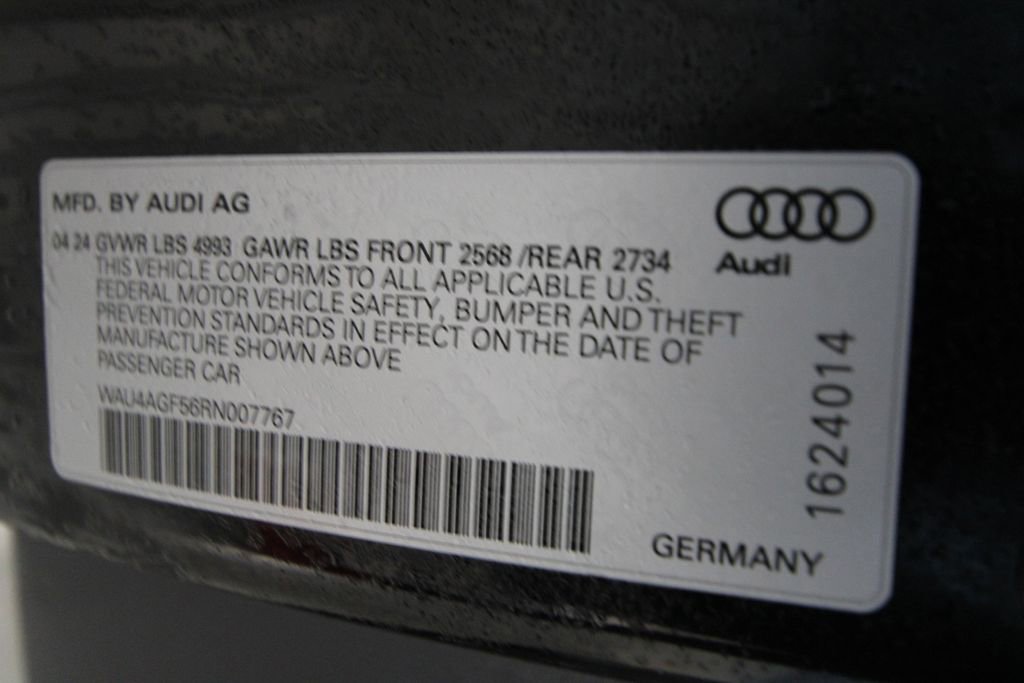 MFD. BY AUDI AG
04 24 GVWR LBS 4993 GAWR LBS FRONT 2568 /REAR 2734
THIS VEHICLE CONFORMS TO ALL APPLICABLE U.S.
FEDERAL MOTOR VEHICLE SAFETY, BUMPER AND THEFT
PREVENTION STANDARDS IN EFFECT ON THE DATE OF
MANUFACTURE SHOWN ABOVE
PASSENGER CAR
WAU4AGF56RN007767
Audi
1624014
GERMANY